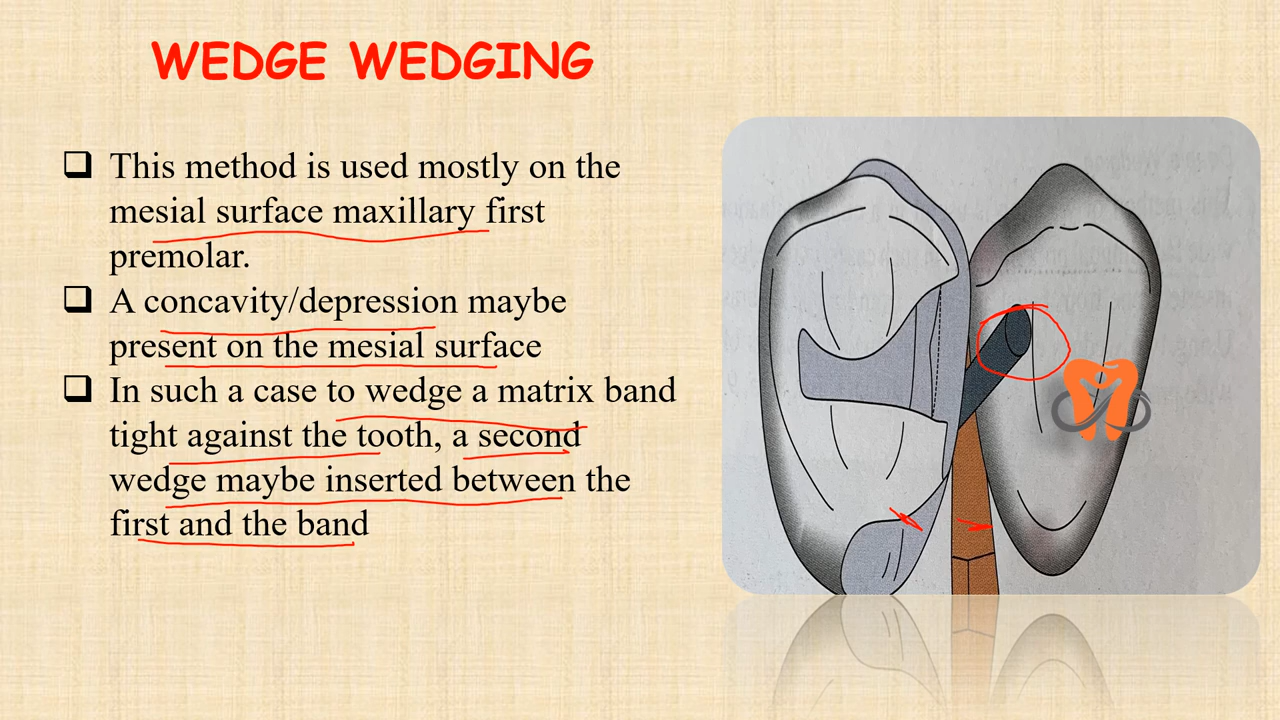 WEDGE WEDGING
This method is used mostly on the
mesial surface maxillary first
premolar.
A concavity/depression maybe
present on the mesial surface
In such a case to wedge a matrix band
tight against the tooth, a second
wedge maybe inserted between the
first and the band